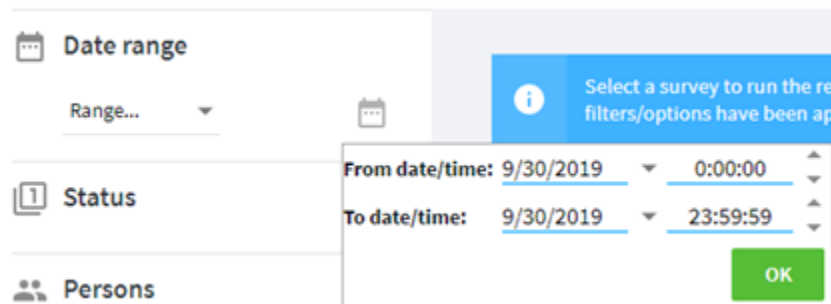 Date range
Range...
Select a survey to run the re
filters/options have been ap
From date/time: 9/30/2019 0:00:00
Status
To date/time: 9/30/2019 23:59:59
OK
Persons